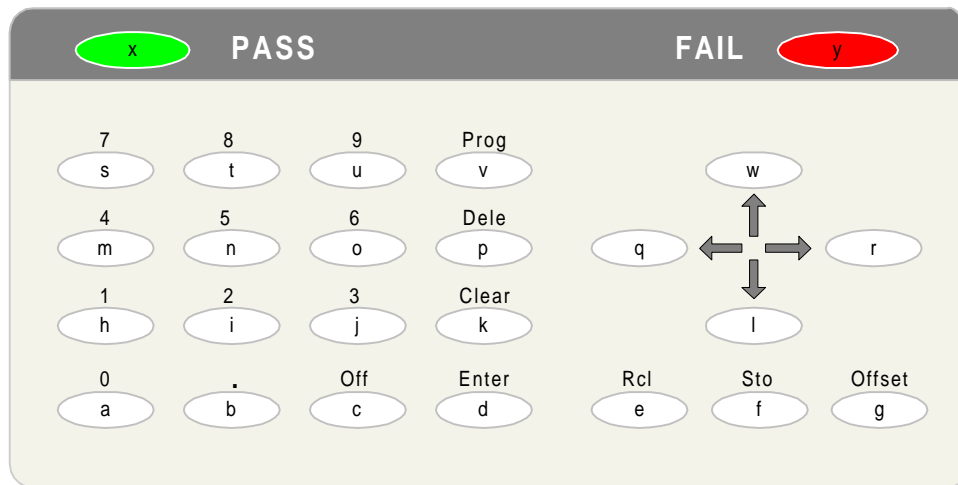 x PASS FAIL y
7 8 9 Prog
s t u v w
4 5 6 Dele
m n o p q r
1 2 3 Clear
h i j k l
0 . Off Enter Rcl Sto Offset
a b c d e f g